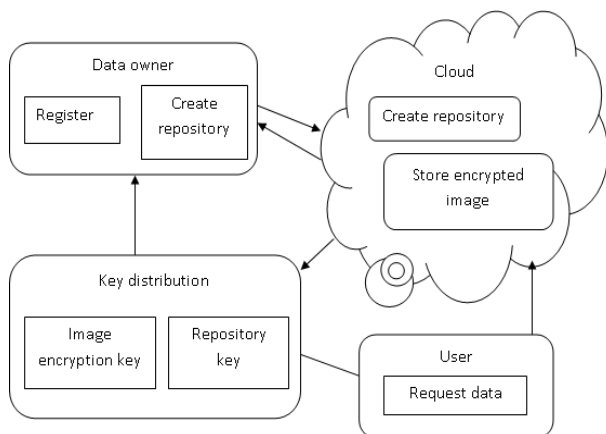 Data owner
Register
Create
repository
Cloud
Create repository
Store encrypted
image
Key distribution
Image
encryption key
Repository
key
User
Request data